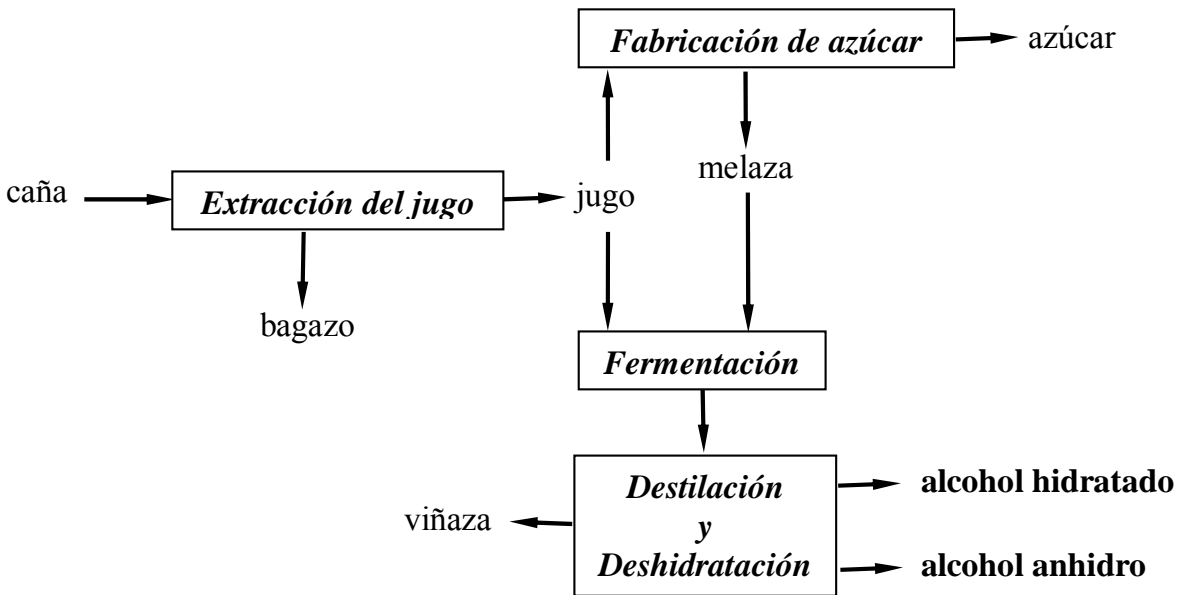 Fabricación de azúcar
azúcar
caña
Extracción del jugo
jugo
melaza
bagazo
Fermentación
Destilación
y
Deshidratación
viñaza
alcohol hidratado
alcohol anhidro